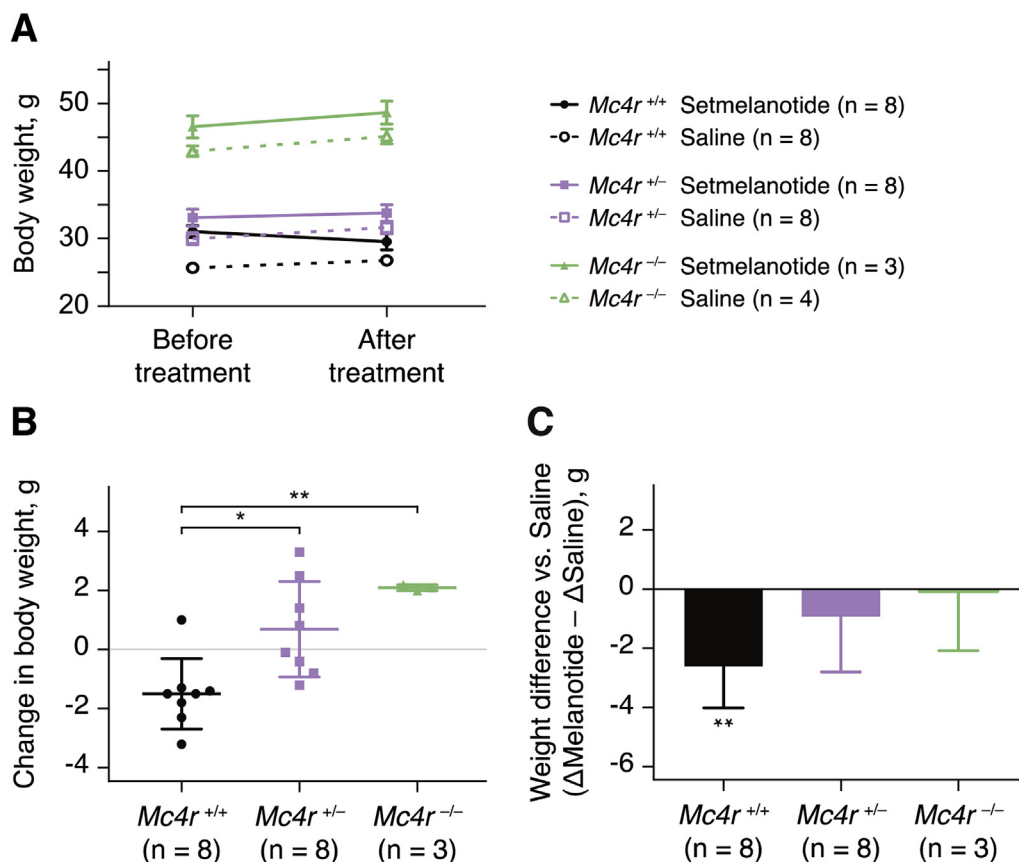 A
Body weight, g
50
40
30
20
Before
treatment
After
treatment
Mc4r +/+ Setmelanotide (n = 8)
Mc4r +/+ Saline (n = 8)
Mc4r +/– Setmelanotide (n = 8)
Mc4r +/– Saline (n = 8)
Mc4r –/– Setmelanotide (n = 3)
Mc4r –/– Saline (n = 4)
B
Change in body weight, g
4
2
0
-2
-4
**
*
Mc4r +/+
(n = 8)
Mc4r +/–
(n = 8)
Mc4r –/–
(n = 3)
C
Weight difference vs. Saline
(ΔMelanotide – ΔSaline), g
2
0
-2
-4
-6
**
Mc4r +/+
(n = 8)
Mc4r +/–
(n = 8)
Mc4r –/–
(n = 3)